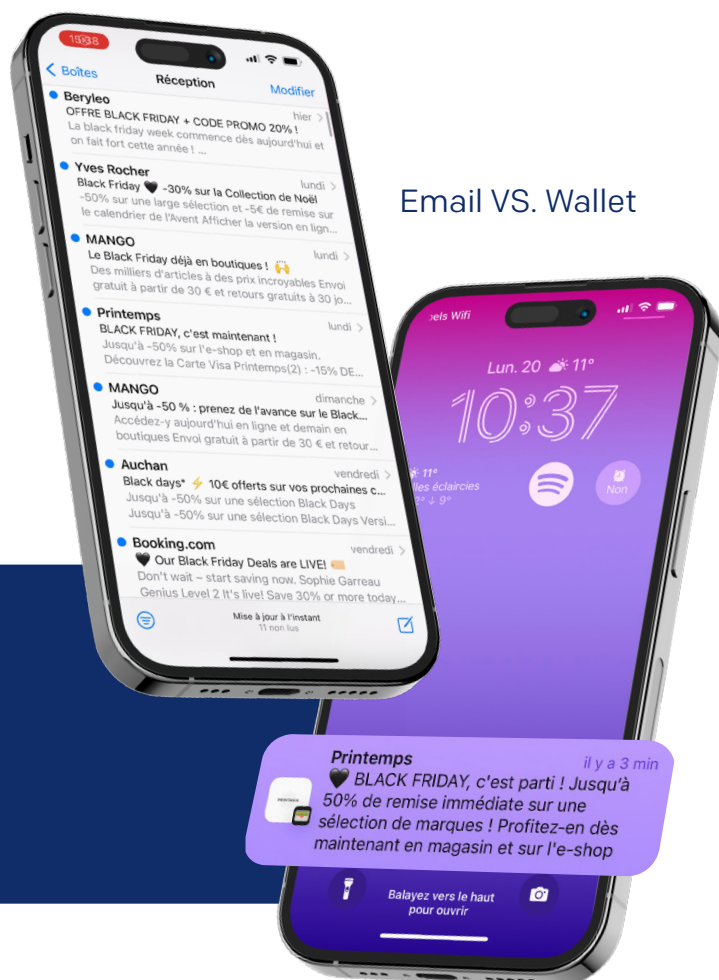 Email VS. Wallet
Boîtes
Réception
Modifier
Beryleo
hier
OFFRE BLACK FRIDAY + CODE PROMO 20% !
La black friday week commence dès aujourd'hui et
on fait fort cette année ! ...
Yves Rocher
lundi
Black Friday 🖤 -30% sur la Collection de Noël
-50% sur une large sélection et -5€ de remise sur
le calendrier de l'Avent Afficher la version en lign...
MANGO
lundi
Le Black Friday déjà en boutiques ! 🙌
Des milliers d'articles à des prix incroyables Envoi
gratuit à partir de 30 € et retours gratuits à 30 jo...
Printemps
lundi
BLACK FRIDAY, c'est maintenant !
Jusqu'à -50% sur l'e-shop et en magasin.
Découvrez la Carte Visa Printemps(2) : -15% DE...
MANGO
dimanche
Jusqu'à -50 % : prenez de l'avance sur le Black...
Accédez-y aujourd'hui en ligne et demain en
boutiques Envoi gratuit à partir de 30 € et retour...
Auchan
vendredi
Black days* ⚡ 10€ offerts sur vos prochaines c...
Jusqu'à -50% sur une sélection Black Days
Jusqu'à -50% sur une sélection Black Days Versi...
Booking.com
vendredi
🖤 Our Black Friday Deals are LIVE!
Don't wait – start saving now. Sophie Garreau
Genius Level 2 It's live! Save 30% or more today...
Mise à jour à l'instant
11 non lus
els Wifi
Lun. 20 11°
10:37
11°
lles éclaircies
↓ 9°
Non
Printemps
il y a 3 min
🖤 BLACK FRIDAY, c'est parti ! Jusqu'à
50% de remise immédiate sur une
sélection de marques ! Profitez-en dès
maintenant en magasin et sur l'e-shop
Balayez vers le haut
pour ouvrir